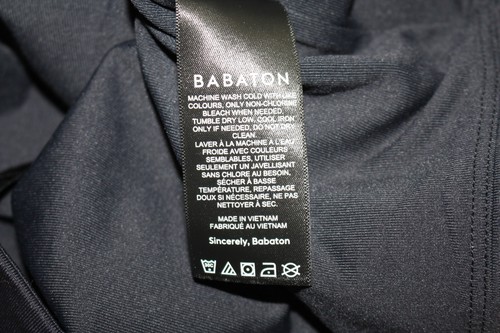 BABATON
MACHINE WASH COLD WITH LIKE
COLOURS, ONLY NON-CHLORINE
BLEACH WHEN NEEDED.
TUMBLE DRY LOW. COOL IRON
ONLY IF NEEDED. DO NOT DRY
CLEAN.
LAVER À LA MACHINE À L'EAU
FROIDE AVEC COULEURS
SEMBLABLES, UTILISER
SEULEMENT UN JAVELLISANT
SANS CHLORE AU BESOIN,
SÉCHER À BASSE
TEMPÉRATURE, REPASSAGE
DOUX SI NÉCESSAIRE, NE PAS
NETTOYER À SEC.
MADE IN VIETNAM
FABRIQUÉ AU VIETNAM
Sincerely, Babaton